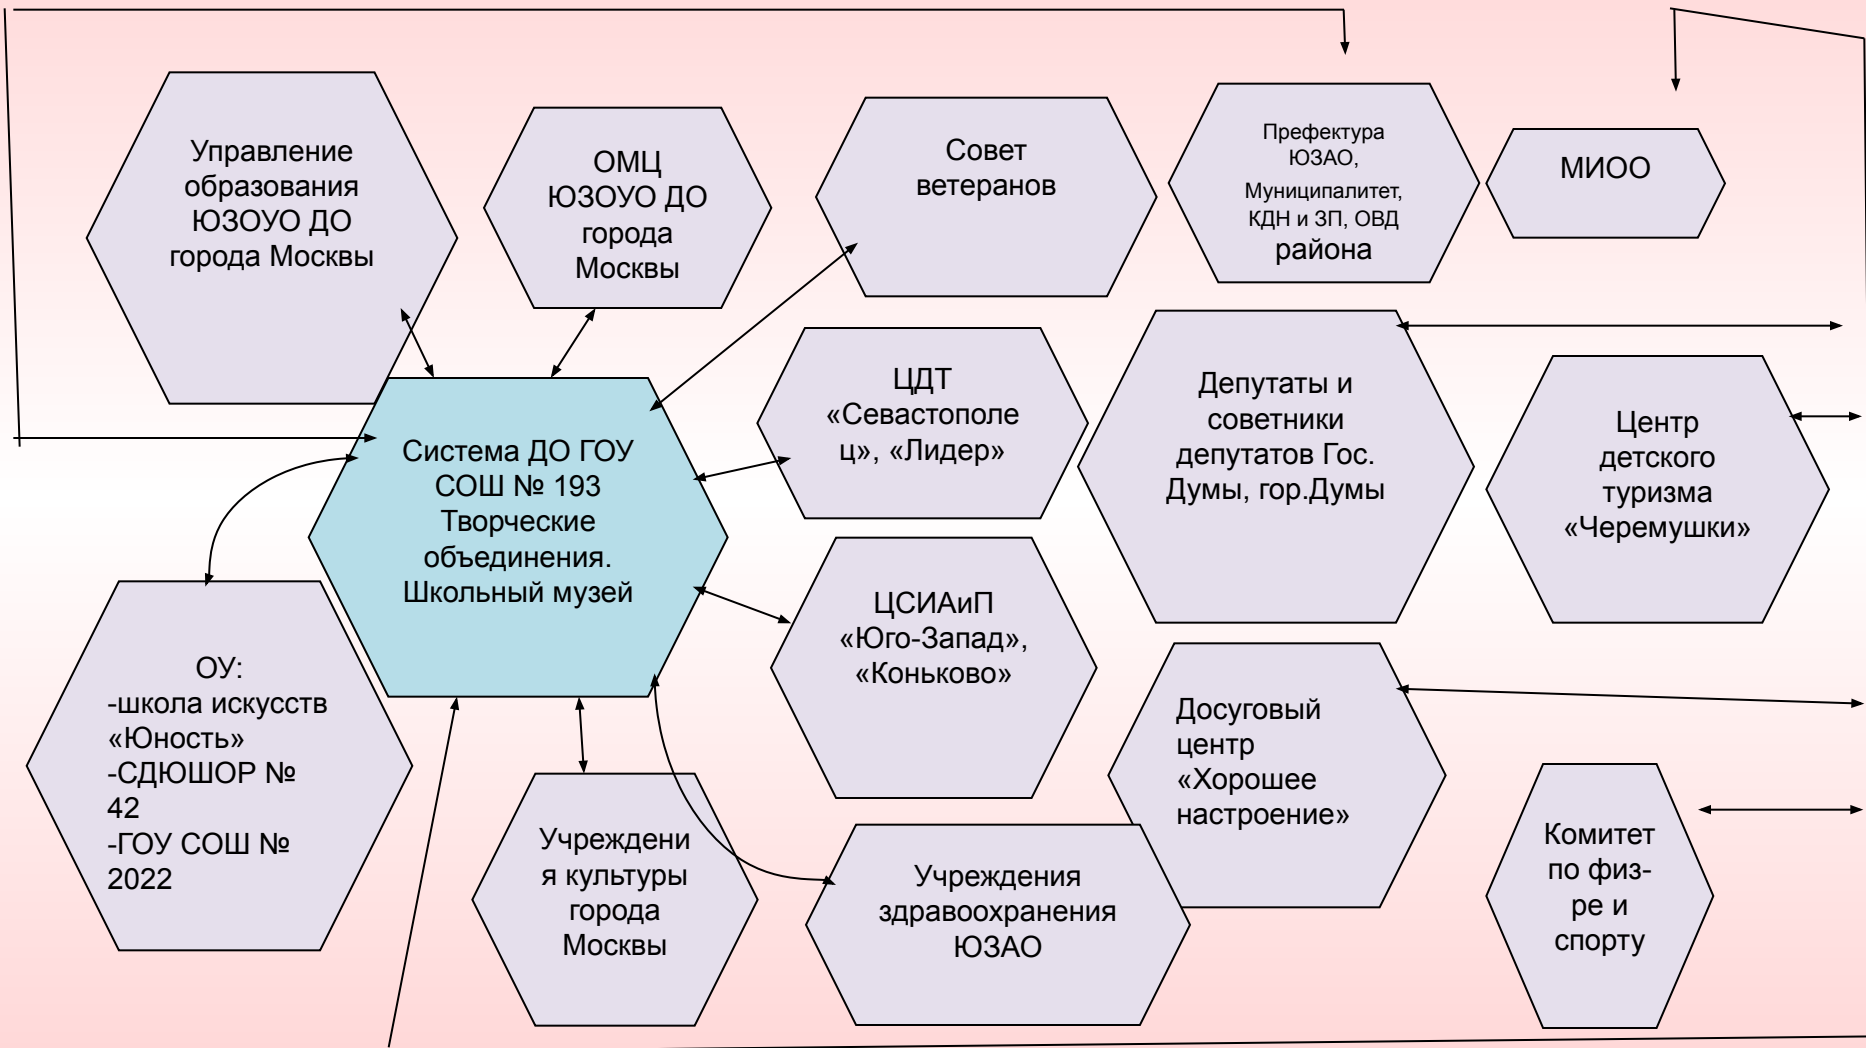 Управление
образования
ЮЗОУО ДО
города Москвы
ОМЦ
ЮЗОУО ДО
города
Москвы
Совет
ветеранов
Префектура
ЮЗАО,
Муниципалитет,
КДН и ЗП, ОВД
района
МИОО
Система ДО ГОУ
СОШ № 193
Творческие
объединения.
Школьный музей
ЦДТ
«Севастополе
ц», «Лидер»
Депутаты и
советники
депутатов Гос.
Думы, гор.Думы
Центр
детского
туризма
«Черемушки»
ЦСИАиП
«Юго-Запад»,
«Коньково»
ОУ:
-школа искусств
«Юность»
-СДЮШОР №
42
-ГОУ СОШ №
2022
Досуговый
центр
«Хорошее
настроение»
Учреждени
я культуры
города
Москвы
Учреждения
здравоохранения
ЮЗАО
Комитет
по физ-
ре и
спорту